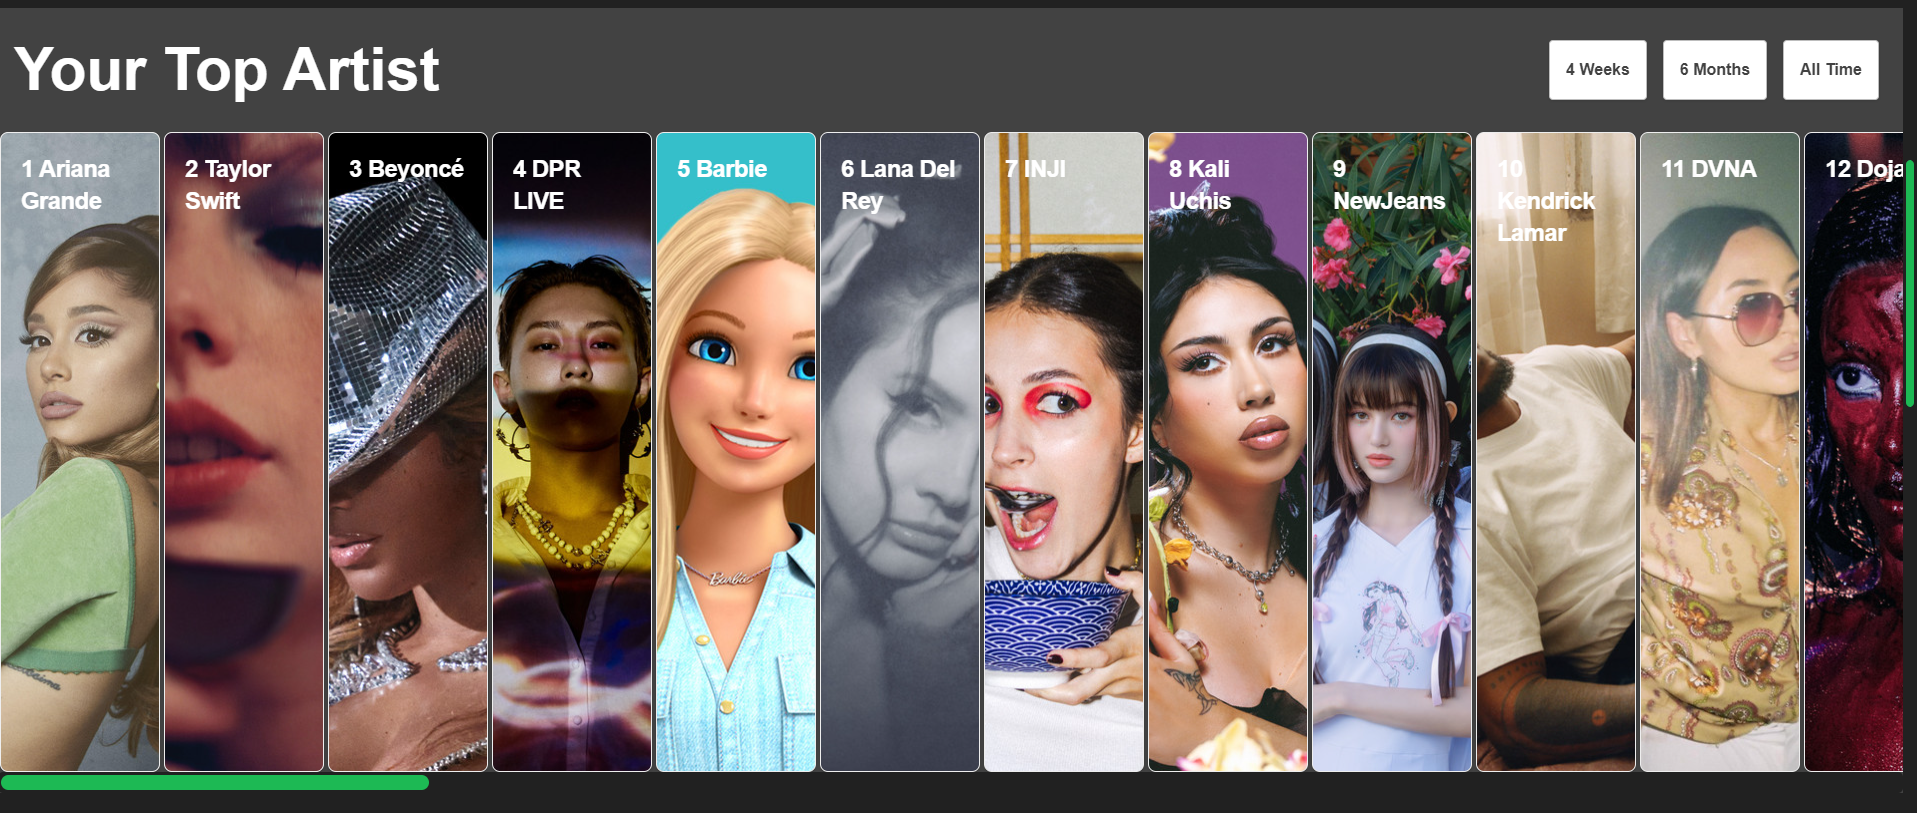 Your Top Artist
4 Weeks
6 Months
All Time
1 Ariana
Grande
2 Taylor
Swift
3 Beyoncé
4 DPR
LIVE
5 Barbie
6 Lana Del
Rey
7 INJI
8 Kali
Uchis
9
NewJeans
10
Kendrick
Lamar
11 DVNA
12 Doja
Barbie